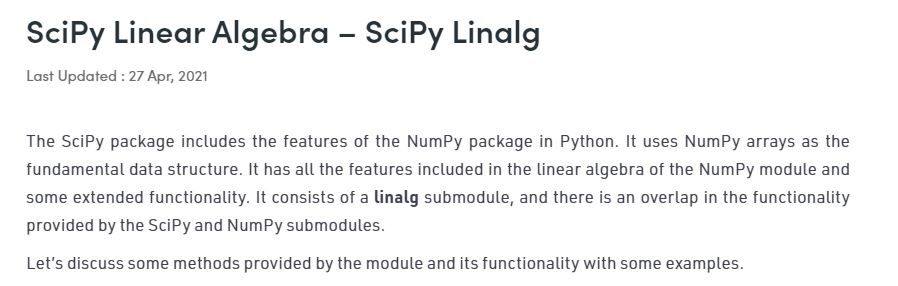 SciPy Linear Algebra – SciPy Linalg
Last Updated : 27 Apr, 2021
The SciPy package includes the features of the NumPy package in Python. It uses NumPy arrays as the
fundamental data structure. It has all the features included in the linear algebra of the NumPy module and
some extended functionality. It consists of a linalg submodule, and there is an overlap in the functionality
provided by the SciPy and NumPy submodules.
Let’s discuss some methods provided by the module and its functionality with some examples.